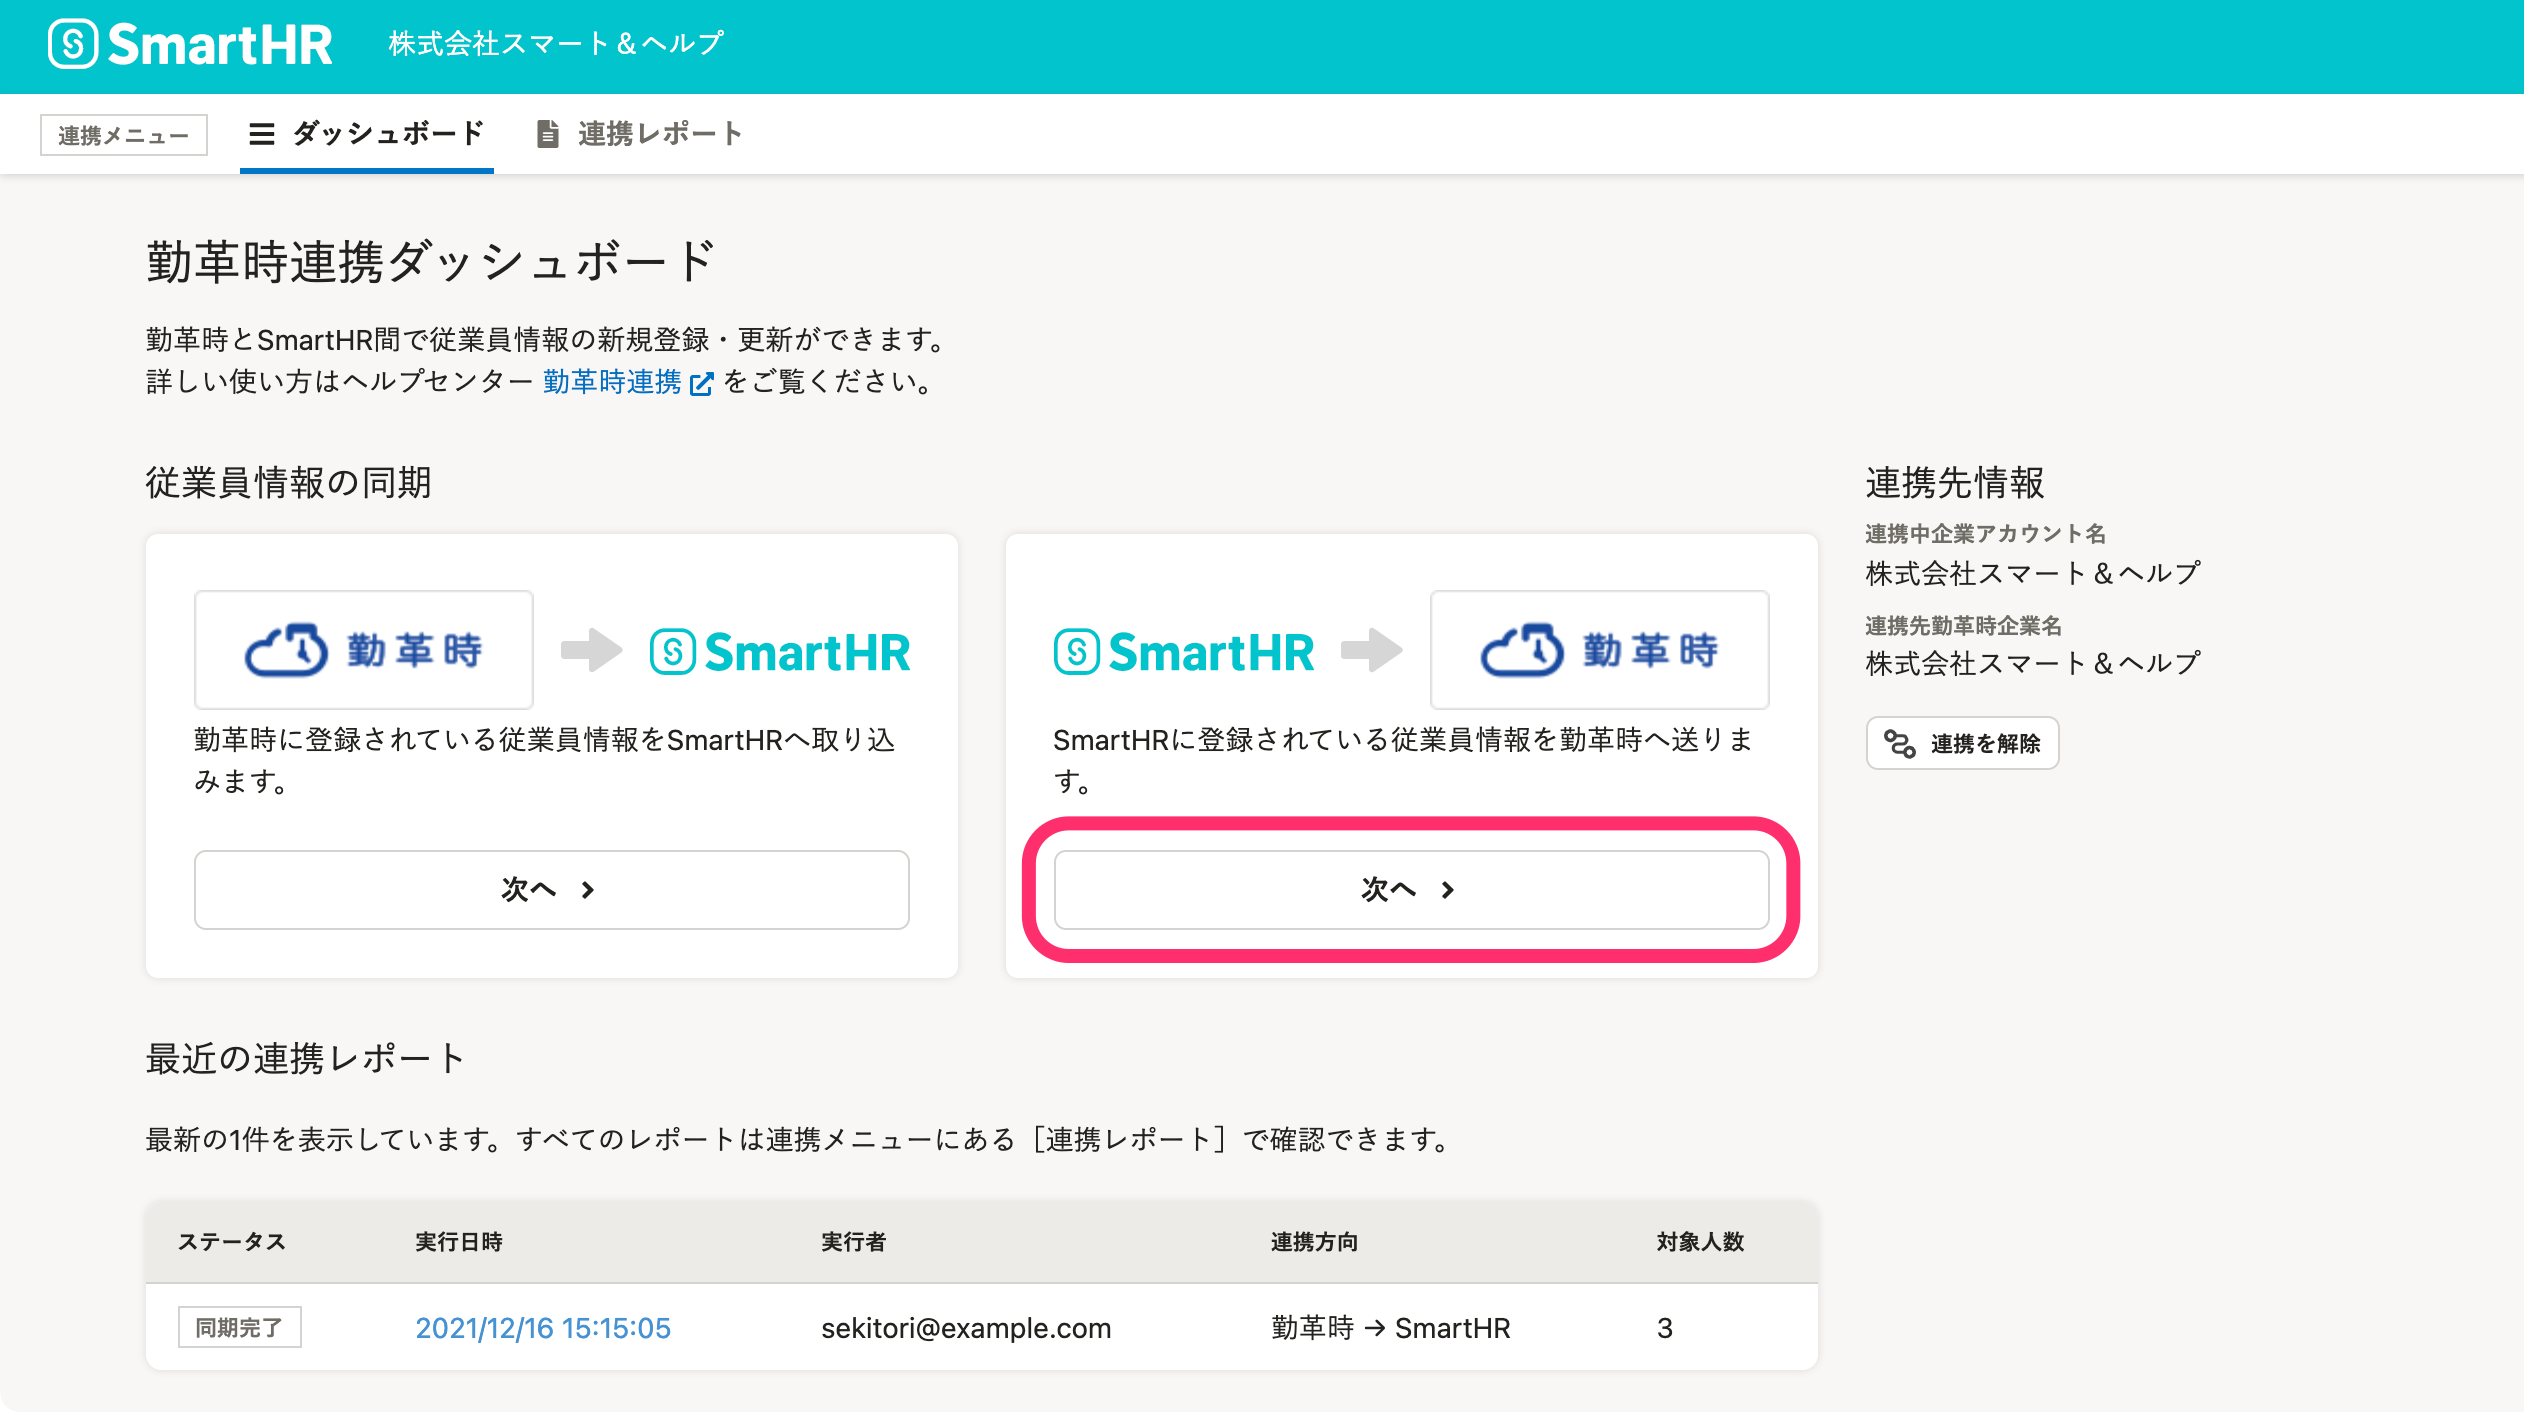 SmartHR 株式会社スマート＆ヘルプ
連携メニュー ダッシュボード 連携レポート
勤革時連携ダッシュボード
勤革時とSmartHR間で従業員情報の新規登録・更新ができます。
詳しい使い方はヘルプセンター 勤革時連携 をご覧ください。
従業員情報の同期
勤革時 SmartHR
勤革時に登録されている従業員情報をSmartHRへ取り込
みます。
次へ
SmartHR 勤革時
SmartHRに登録されている従業員情報を勤革時へ送りま
す。
次へ
連携先情報
連携中企業アカウント名
株式会社スマート＆ヘルプ
連携先勤革時企業名
株式会社スマート＆ヘルプ
連携を解除
最近の連携レポート
最新の1件を表示しています。すべてのレポートは連携メニューにある［連携レポート］で確認できます。
ステータス 実行日時 実行者 連携方向 対象人数
同期完了 2021/12/16 15:15:05 sekitori@example.com 勤革時 → SmartHR 3